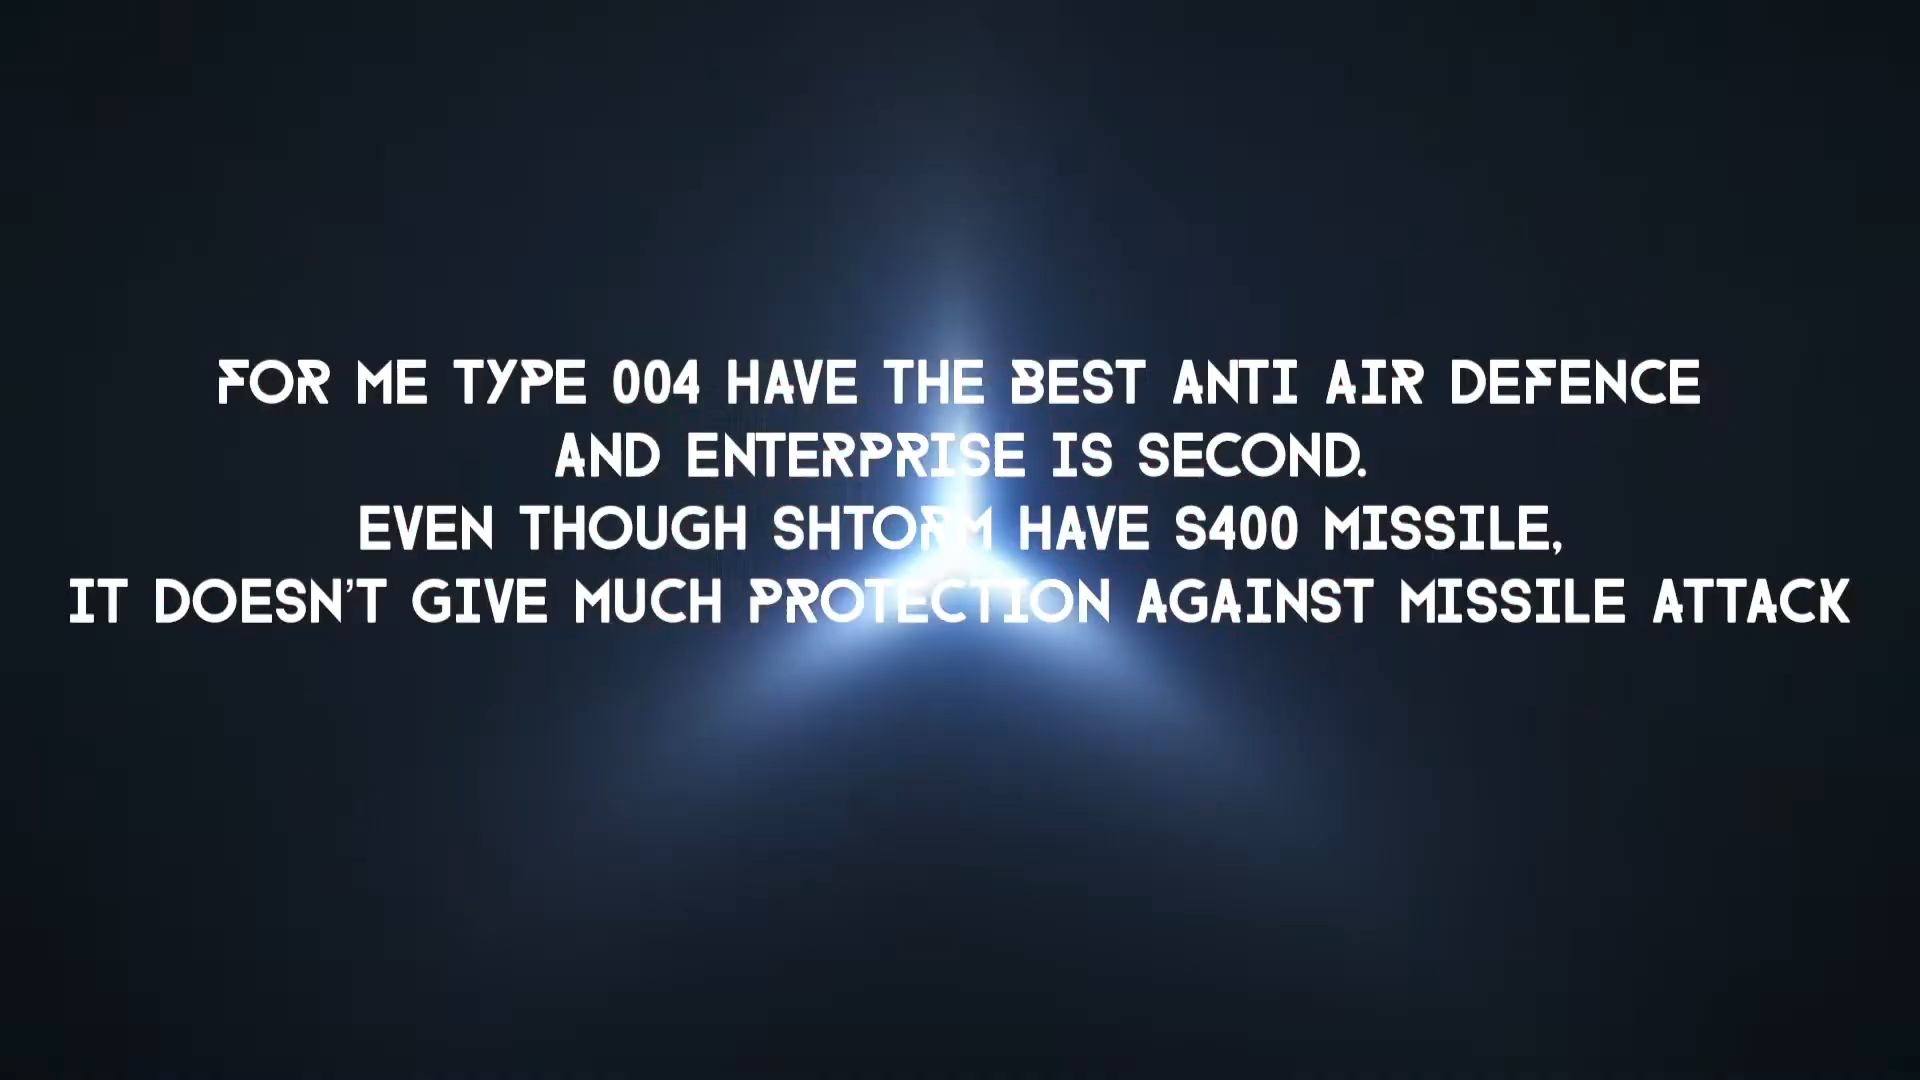 FOR ME TYPE 004 HAVE THE BEST ANTI AIR DEFENCE
AND ENTERPRISE IS SECOND.
EVEN THOUGH SHTORM HAVE S400 MISSILE,
IT DOESN'T GIVE MUCH PROTECTION AGAINST MISSILE ATTACK